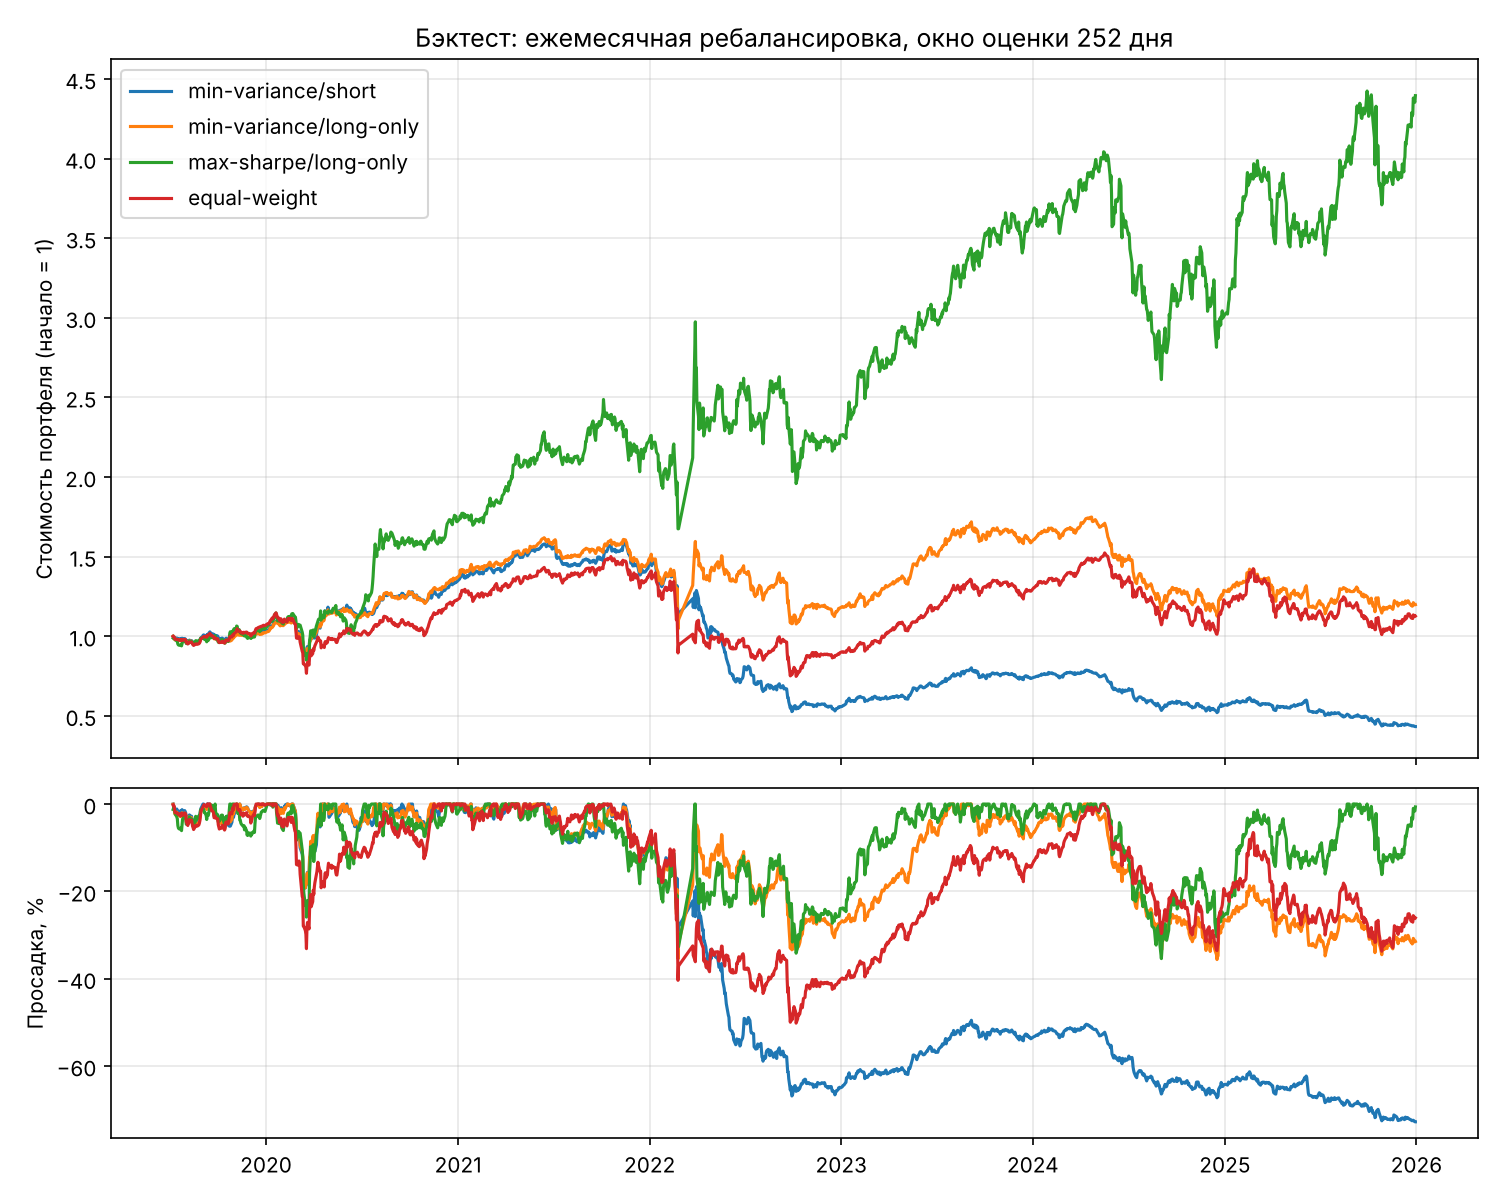 Бэктест: ежемесячная ребалансировка, окно оценки 252 дня
min-variance/short
min-variance/long-only
max-sharpe/long-only
equal-weight
Стоимость портфеля (начало = 1)
4.5
4.0
3.5
3.0
2.5
2.0
1.5
1.0
0.5
Просадка, %
0
−20
−40
−60
2020 2021 2022 2023 2024 2025 2026